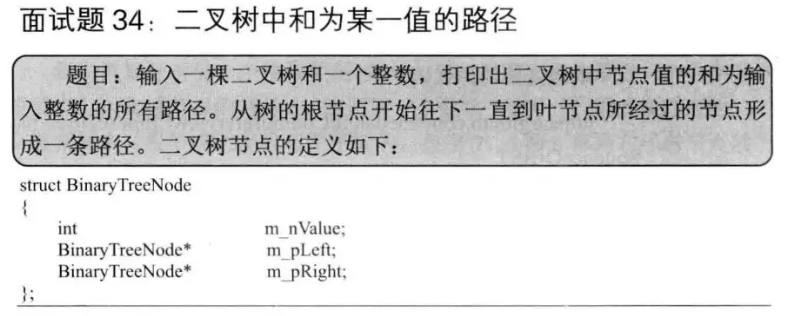 面试题 34：二叉树中和为某一值的路径
题目：输入一棵二叉树和一个整数，打印出二叉树中节点值的和为输
入整数的所有路径。从树的根节点开始往下一直到叶节点所经过的节点形
成一条路径。二叉树节点的定义如下：
struct BinaryTreeNode
{
int m_nValue;
BinaryTreeNode* m_pLeft;
BinaryTreeNode* m_pRight;
};